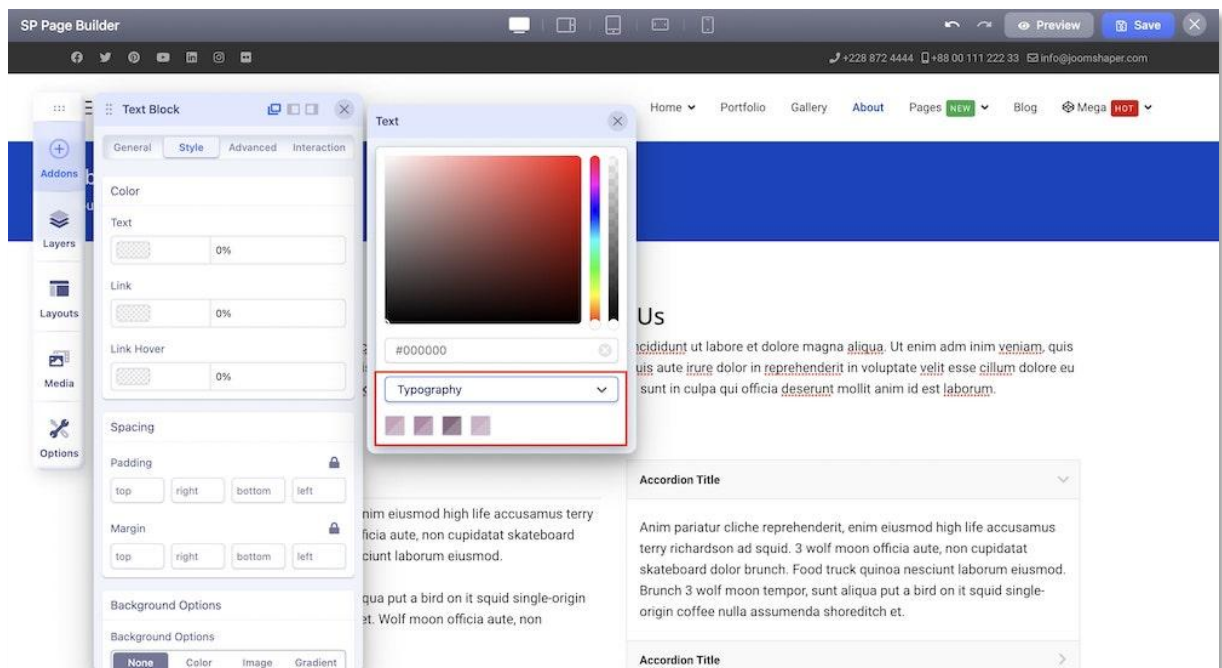 SP Page Builder
Preview
Save
+228 872 4444 +88 00 111 222 33 info@joomshaper.com
Home Portfolio Gallery About Pages NEW Blog Mega HOT
Addons
Layers
Layouts
Media
Options
Text Block
General Style Advanced Interaction
Color
Text
0%
Link
0%
Link Hover
0%
Spacing
Padding
top right bottom left
Margin
top right bottom left
Background Options
Background Options
None Color Image Gradient
Text
#000000
Typography
Us
ut labore et dolore magna aliqua. Ut enim adm inim veniam, quis
aute irure dolor in reprehenderit in voluptate velit esse cillum dolore eu
sunt in culpa qui officia deserunt mollit anim id est laborum.
eiusmod high life accusamus terry
aute, non cupidatat skateboard
laborum eiusmod.
put a bird on it squid single-origin
Wolf moon officia aute, non
Accordion Title
Anim pariatur cliche reprehenderit, enim eiusmod high life accusamus
terry richardson ad squid. 3 wolf moon officia aute, non cupidatat
skateboard dolor brunch. Food truck quinoa nesciunt laborum eiusmod.
Brunch 3 wolf moon tempor, sunt aliqua put a bird on it squid single-
origin coffee nulla assumenda shoreditch et.
Accordion Title